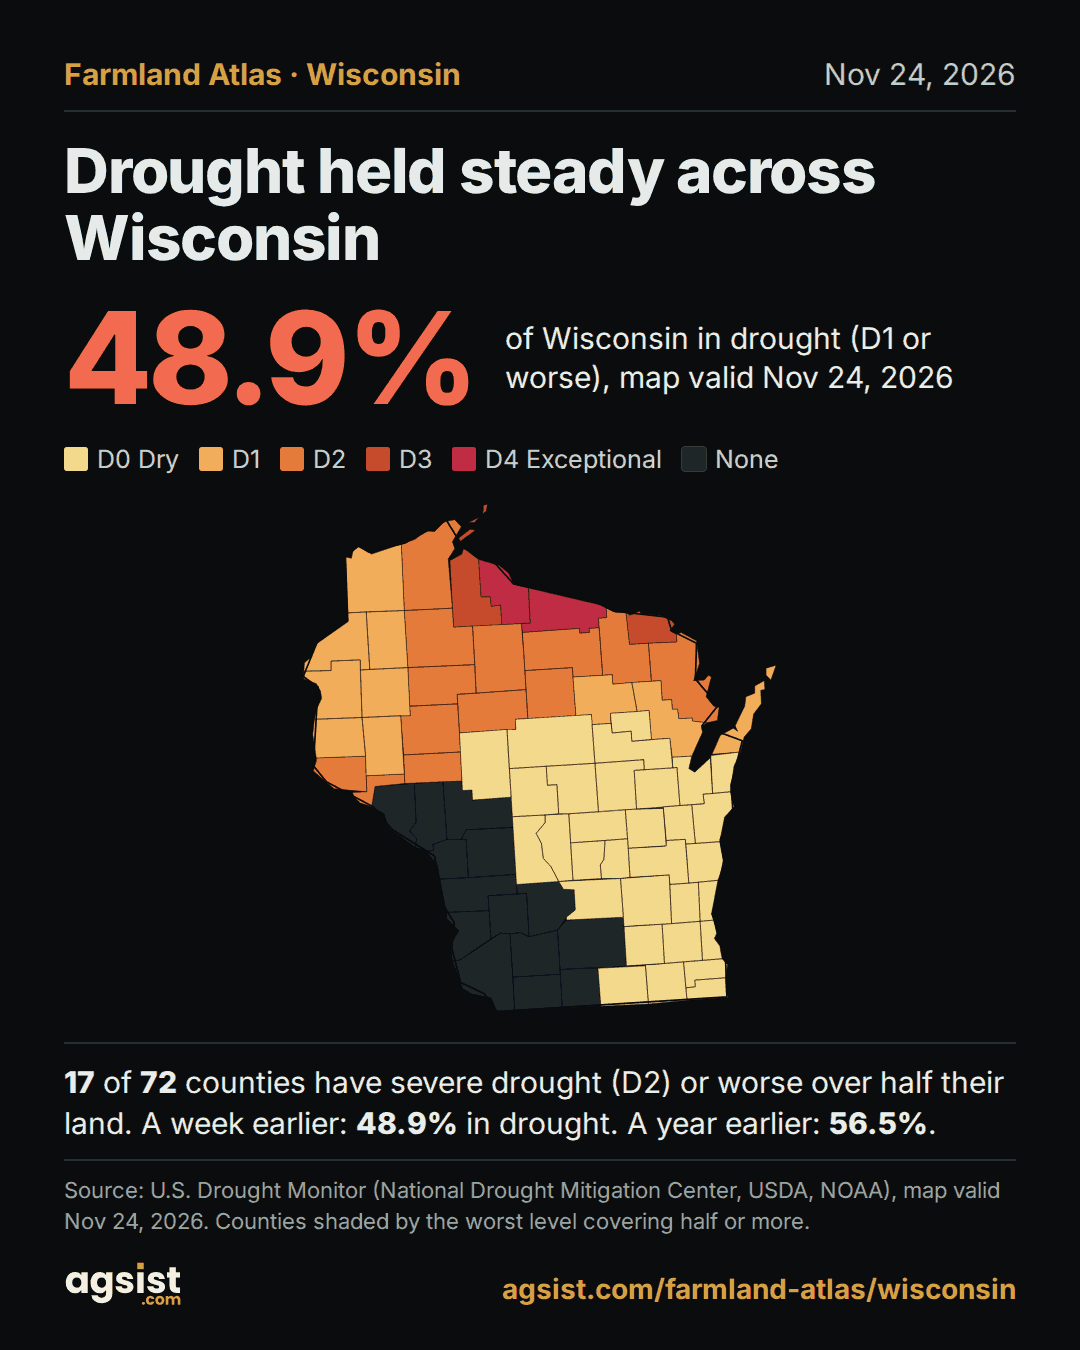 Farmland Atlas · Wisconsin
Nov 24, 2026
Drought held steady across
Wisconsin
48.9%
of Wisconsin in drought (D1 or
worse), map valid Nov 24, 2026
D0 Dry D1 D2 D3 D4 Exceptional None
17 of 72 counties have severe drought (D2) or worse over half their
land. A week earlier: 48.9% in drought. A year earlier: 56.5%.
Source: U.S. Drought Monitor (National Drought Mitigation Center, USDA, NOAA), map valid
Nov 24, 2026. Counties shaded by the worst level covering half or more.
agsist
.com
agsist.com/farmland-atlas/wisconsin